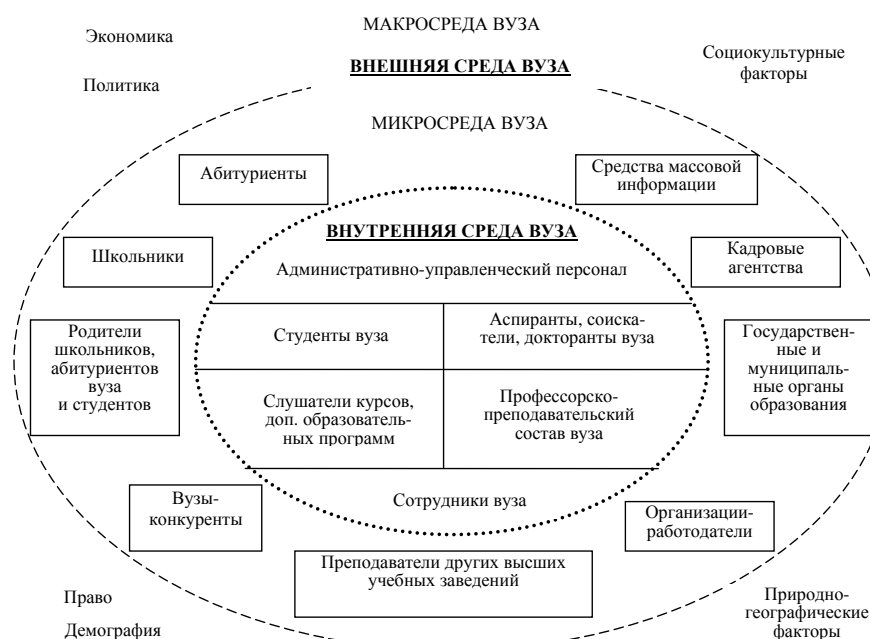 МАКРОСРЕДА ВУЗА
Экономика
ВНЕШНЯЯ СРЕДА ВУЗА
Социокультурные
факторы
Политика
МИКРОСРЕДА ВУЗА
Абитуриенты
Средства массовой
информации
ВНУТРЕННЯЯ СРЕДА ВУЗА
Школьники
Административно-управленческий персонал
Кадровые
агентства
Родители
школьников,
абитуриентов
вуза
и студентов
Студенты вуза
Аспиранты, соиска-
тели, докторанты вуза
Государствен-
ные и
муниципаль-
ные органы
образования
Слушатели курсов,
доп. образователь-
ных программ
Профессорско-
преподавательский
состав вуза
Вузы-
конкуренты
Сотрудники вуза
Организации-
работодатели
Преподаватели других высших
учебных заведений
Право
Демография
Природно-
географические
факторы